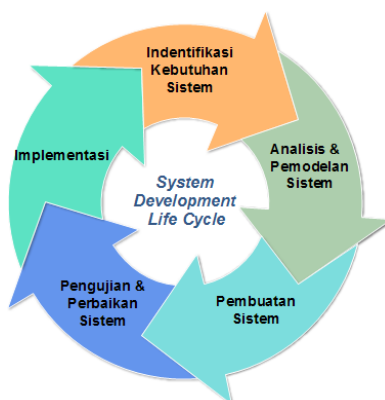 Indentifikasi
Kebutuhan
Sistem
Analisis &
Pemodelan
Sistem
Pembuatan
Sistem
Pengujian &
Perbaikan
Sistem
Implementasi
System
Development
Life Cycle